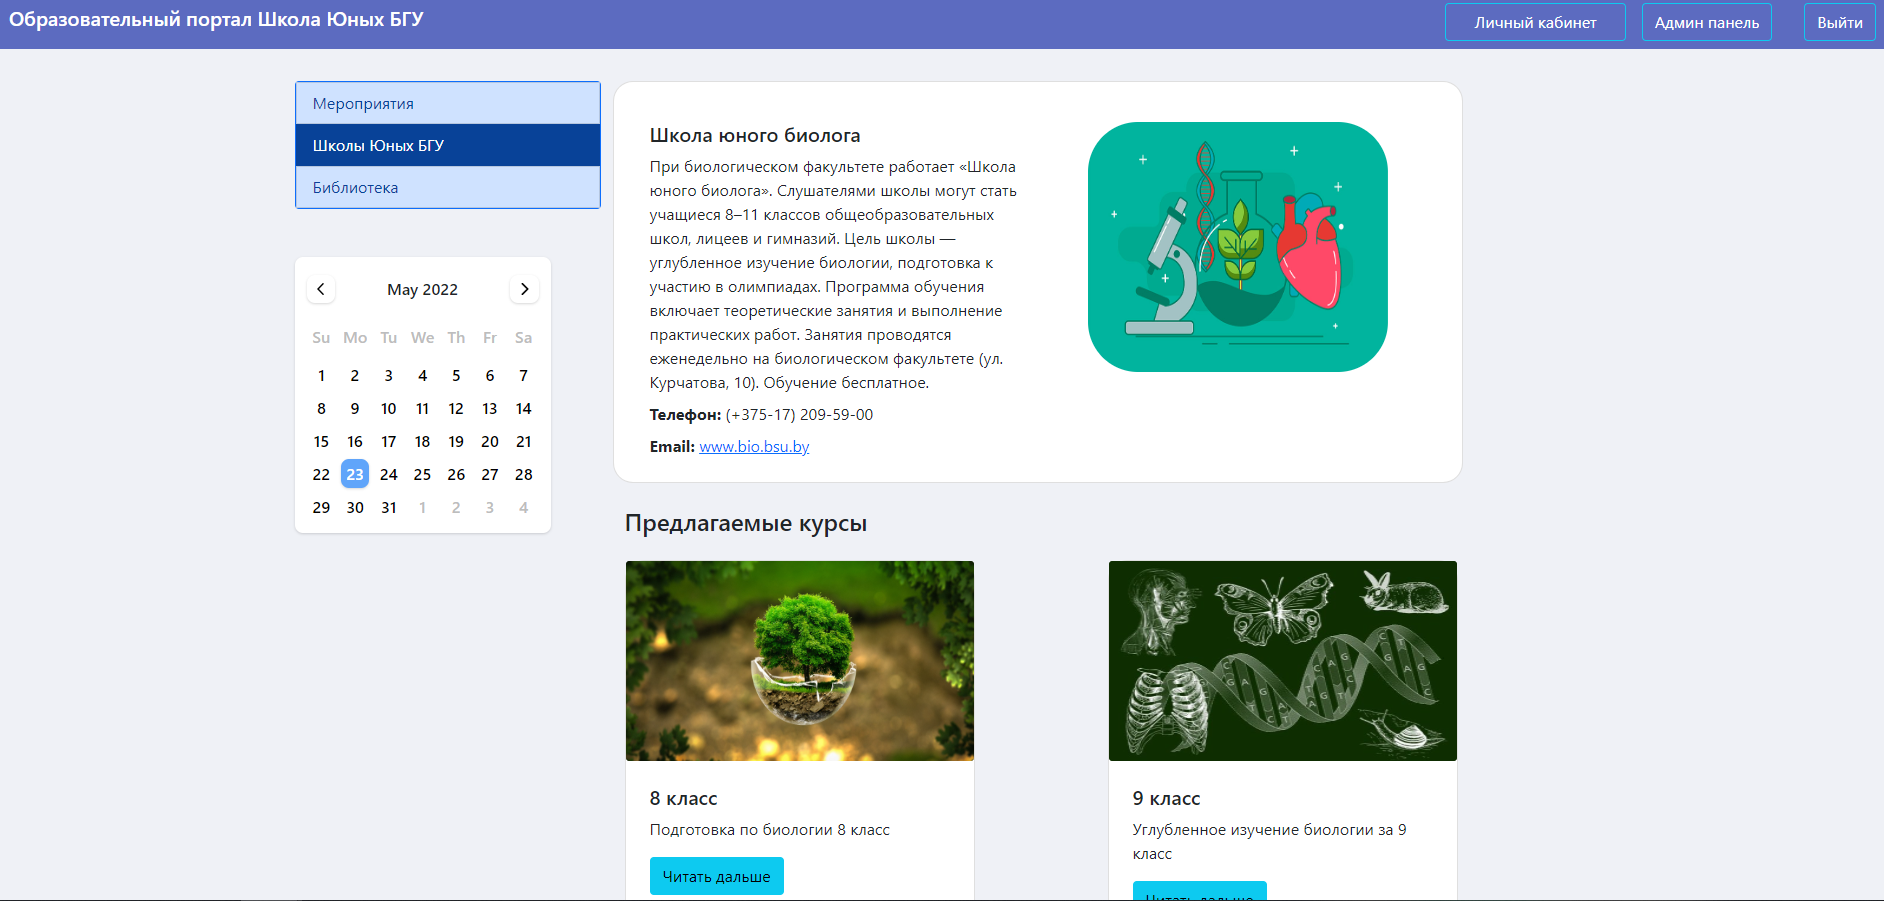 Образовательный портал Школа Юных БГУ
Личный кабинет
Админ панель
Выйти
Мероприятия
Школы Юных БГУ
Библиотека
May 2022
Su Mo Tu We Th Fr Sa
1 2 3 4 5 6 7
8 9 10 11 12 13 14
15 16 17 18 19 20 21
22 23 24 25 26 27 28
29 30 31 1 2 3 4
Школа юного биолога
При биологическом факультете работает «Школа
юного биолога». Слушателями школы могут стать
учащиеся 8–11 классов общеобразовательных
школ, лицеев и гимназий. Цель школы —
углубленное изучение биологии, подготовка к
участию в олимпиадах. Программа обучения
включает теоретические занятия и выполнение
практических работ. Занятия проводятся
еженедельно на биологическом факультете (ул.
Курчатова, 10). Обучение бесплатное.
Телефон: (+375-17) 209-59-00
Email: www.bio.bsu.by
Предлагаемые курсы
8 класс
Подготовка по биологии 8 класс
Читать дальше
9 класс
Углубленное изучение биологии за 9
класс
Читать дальше